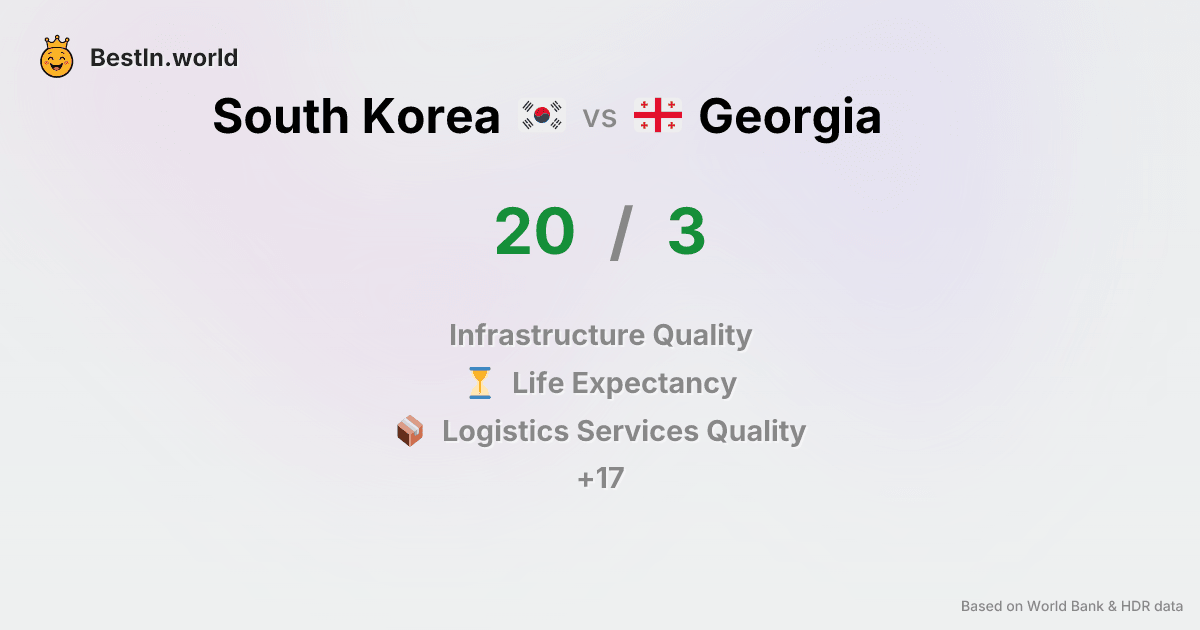 BestIn.world
South Korea vs Georgia
20 / 3
Infrastructure Quality
Life Expectancy
Logistics Services Quality
+17
Based on World Bank & HDR data